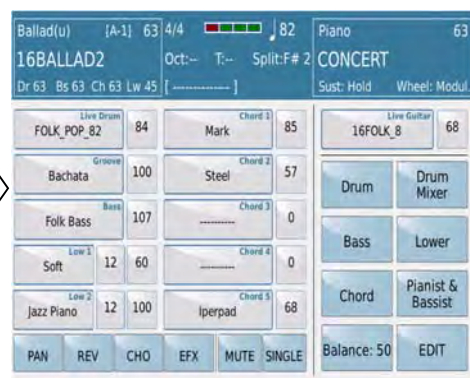 Ballad(u) [A-1] 63 4/4 82 Piano 63
16BALLAD2 Oct:-- T:-- Split:F# 2 CONCERT
Dr 63 Bs 63 Ch 63 Lw 45 [ -------------- ] Sust: Hold Wheel: Modul.
Live Drum Chord 1 Live Guitar
FOLK_POP_82 84 Mark 85 16FOLK_8 68
Groove Chord 2
Bachata 100 Steel 57 Drum Drum Mixer
Bass Chord 3
Folk Bass 107 ---------- 0
Bass Lower
Low 1 Chord 4
Soft 12 60 ---------- 0
Low 2 Chord 5 Chord Pianist & Bassist
Jazz Piano 12 100 Iperpad 68
PAN REV CHO EFX MUTE SINGLE Balance: 50 EDIT